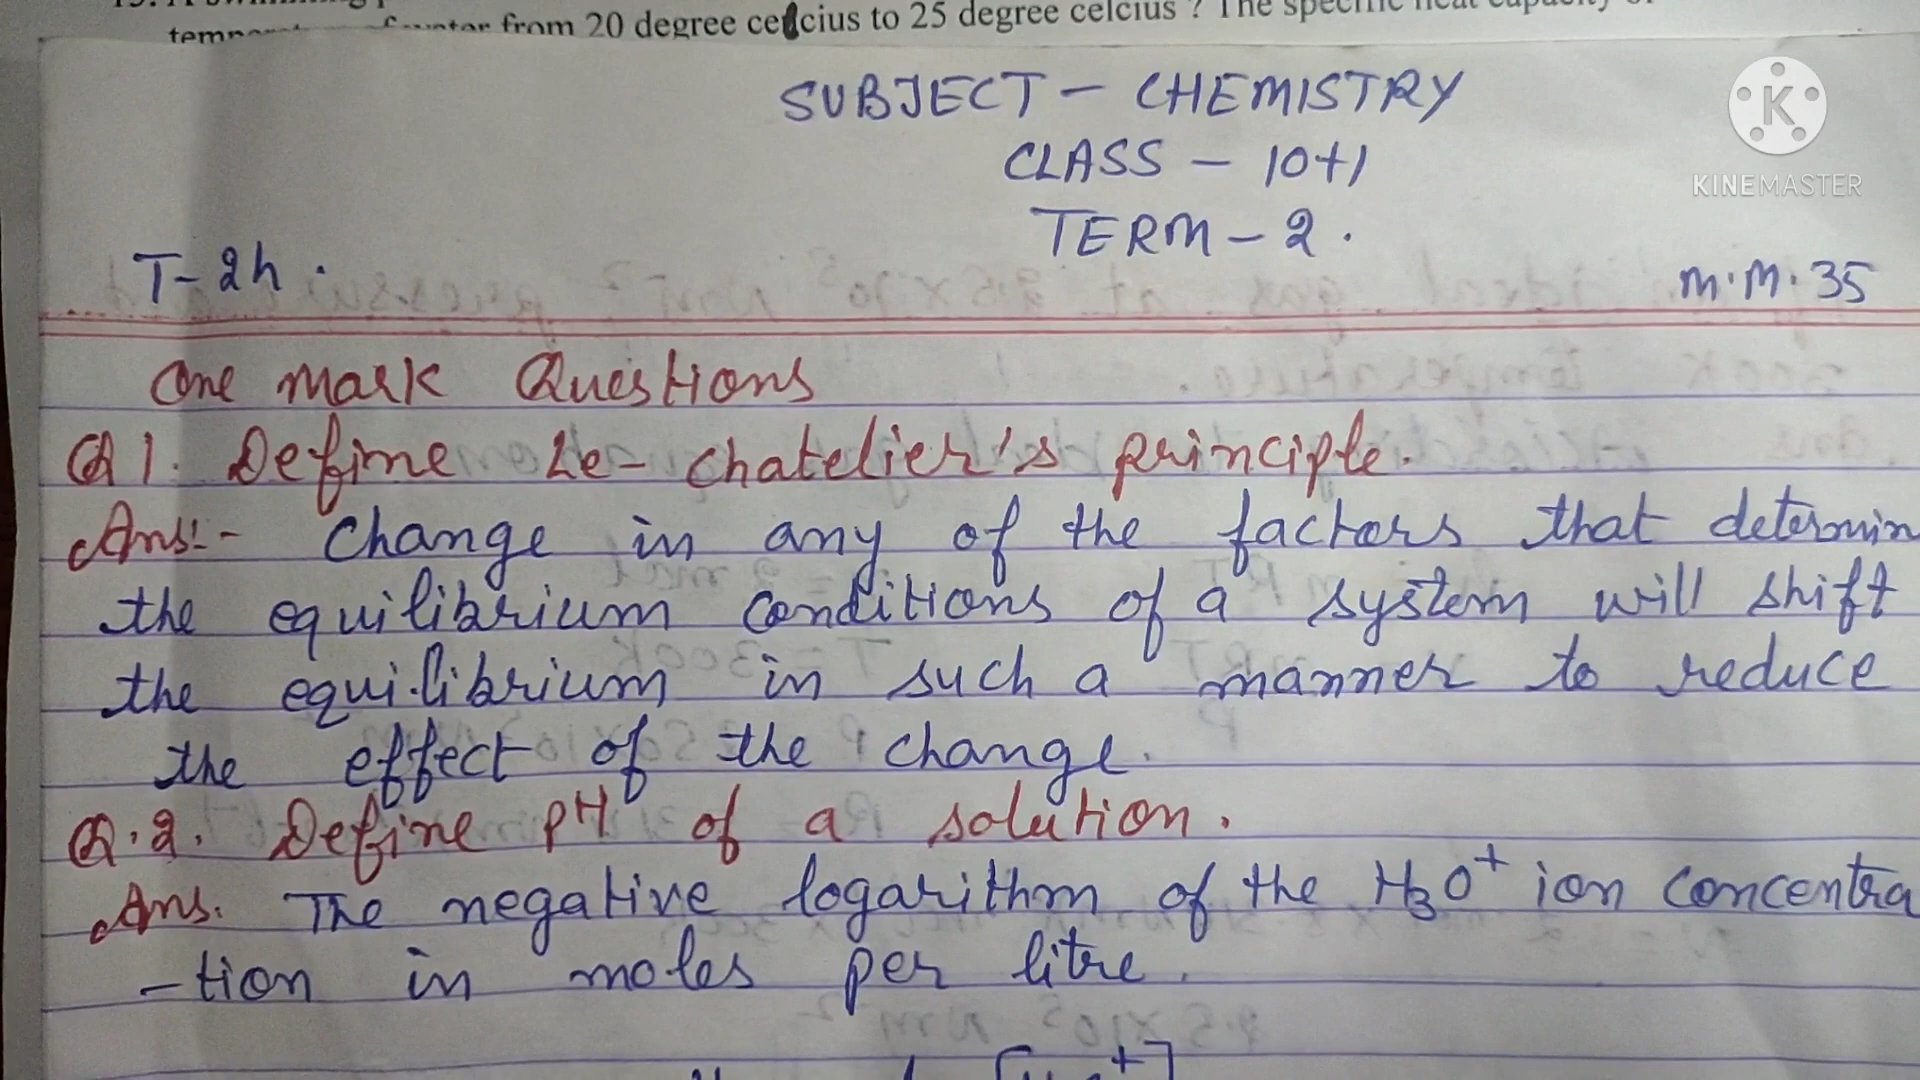 from 20 degree celcius to 25 degree celcius ? The specific heat capacity
SUBJECT - CHEMISTRY
K
CLASS - 10+1
KINEMASTER
TERM - 2.
T-2h.
M.M. 35
One Mark Questions
Q1. Define Le-chatelier's principle.
Ans:- Change in any of the factors that determin
the equilibrium conditions of a system will shift
the equilibrium in such a manner to reduce
the effect of the change.
Q.2. Define pH of a solution.
Ans. The negative logarithm of the H3O+ ion concentra
-tion in moles per litre.